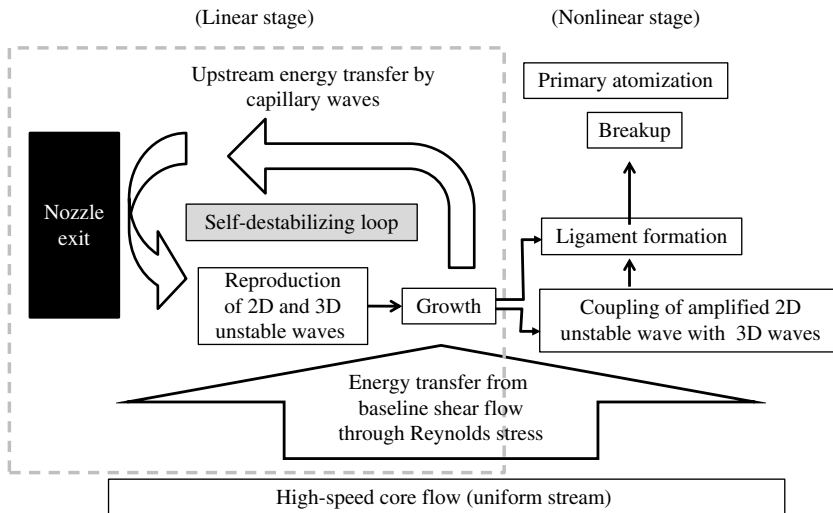 (Linear stage)
(Nonlinear stage)
Upstream energy transfer by
capillary waves
Primary atomization
Breakup
Nozzle
exit
Self-destabilizing loop
Ligament formation
Reproduction
of 2D and 3D
unstable waves
Growth
Coupling of amplified 2D
unstable wave with 3D waves
Energy transfer from
baseline shear flow
through Reynolds stress
High-speed core flow (uniform stream)